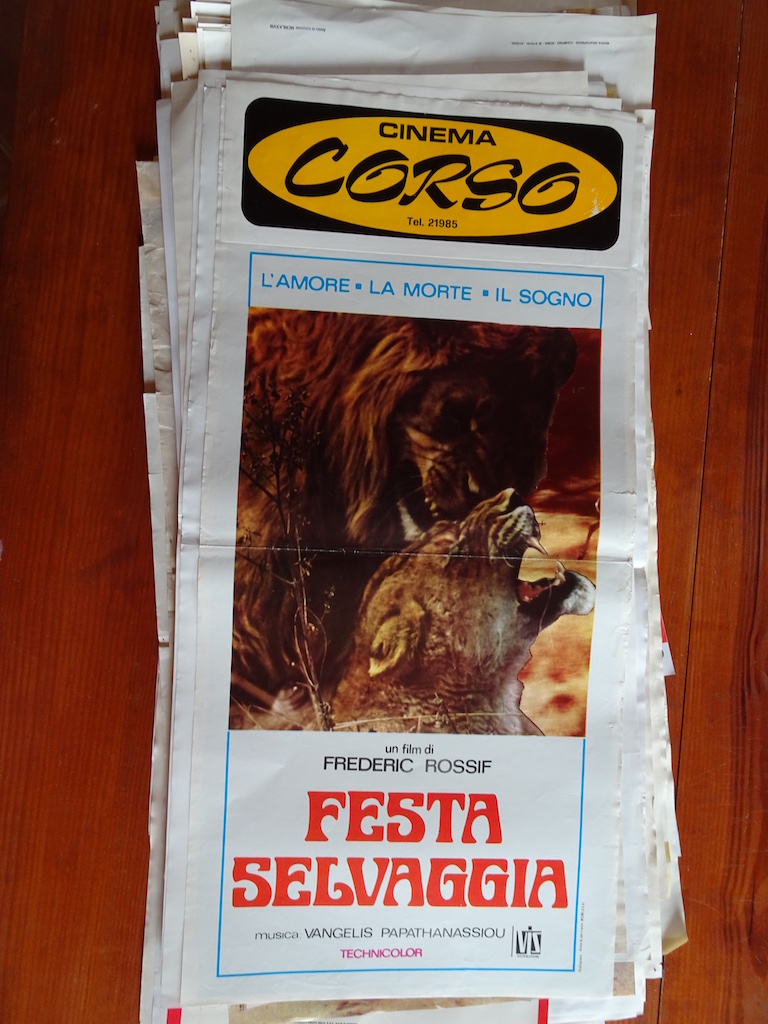 CINEMA
CORSO
Tel. 21985
L'AMORE ▪ LA MORTE ▪ IL SOGNO
un film di
FREDERIC ROSSIF
FESTA
SELVAGGIA
musica: VANGELIS PAPATHANASSIOU
VIS
TECHNICOLOR